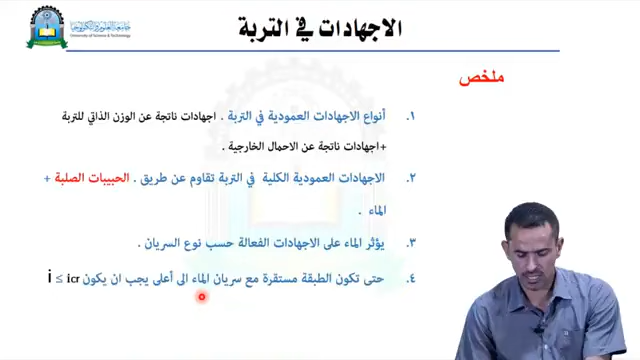 الاجهادات في التربة
جامعة العلوم والتكنولوجيا
University of Science & Technology
ملخص
١. أنواع الاجهادات العمودية في التربة . اجهادات ناتجة عن الوزن الذاتي للتربة
+اجهادات ناتجة عن الاحمال الخارجية .
٢. الاجهادات العمودية الكلية في التربة تقاوم عن طريق . الحبيبات الصلبة +
الماء .
٣. يؤثر الماء على الاجهادات الفعالة حسب نوع السريان .
٤. حتى تكون الطبقة مستقرة مع سريان الماء الى أعلى يجب ان يكون i ≤ icr